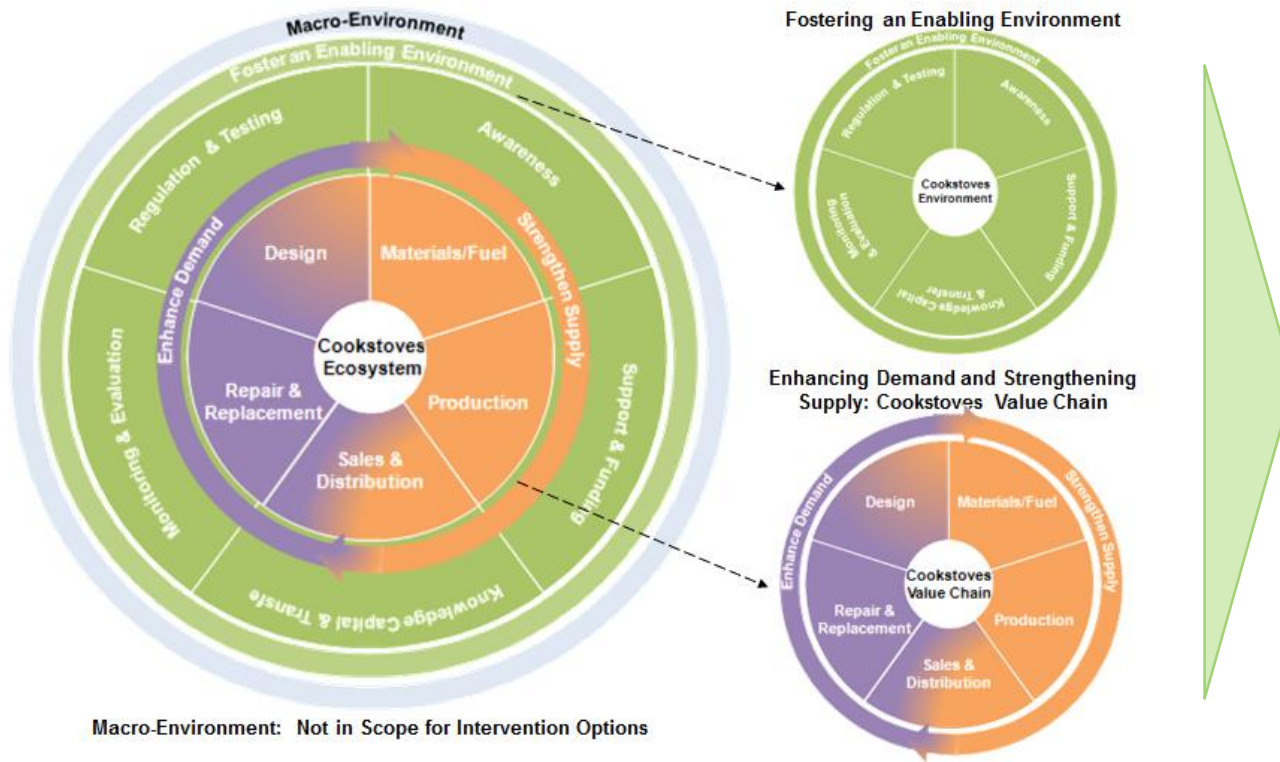 Macro-Environment
Foster an Enabling Environment
Regulation & Testing
Awareness
Support & Funding
Knowledge Capital & Transfe
Monitoring & Evaluation
Enhance Demand
Strengthen Supply
Design
Materials/Fuel
Production
Sales &
Distribution
Repair &
Replacement
Cookstoves
Ecosystem
Macro-Environment: Not in Scope for Intervention Options
Fostering an Enabling Environment
Foster an Enabling Environment
Regulation & Testing
Awareness
Support & Funding
Knowledge Capital
& Transfer
Monitoring
& Evaluation
Cookstoves
Environment
Enhancing Demand and Strengthening
Supply: Cookstoves Value Chain
Enhance Demand
Strengthen Supply
Design
Materials/Fuel
Production
Sales &
Distribution
Repair &
Replacement
Cookstoves
Value Chain